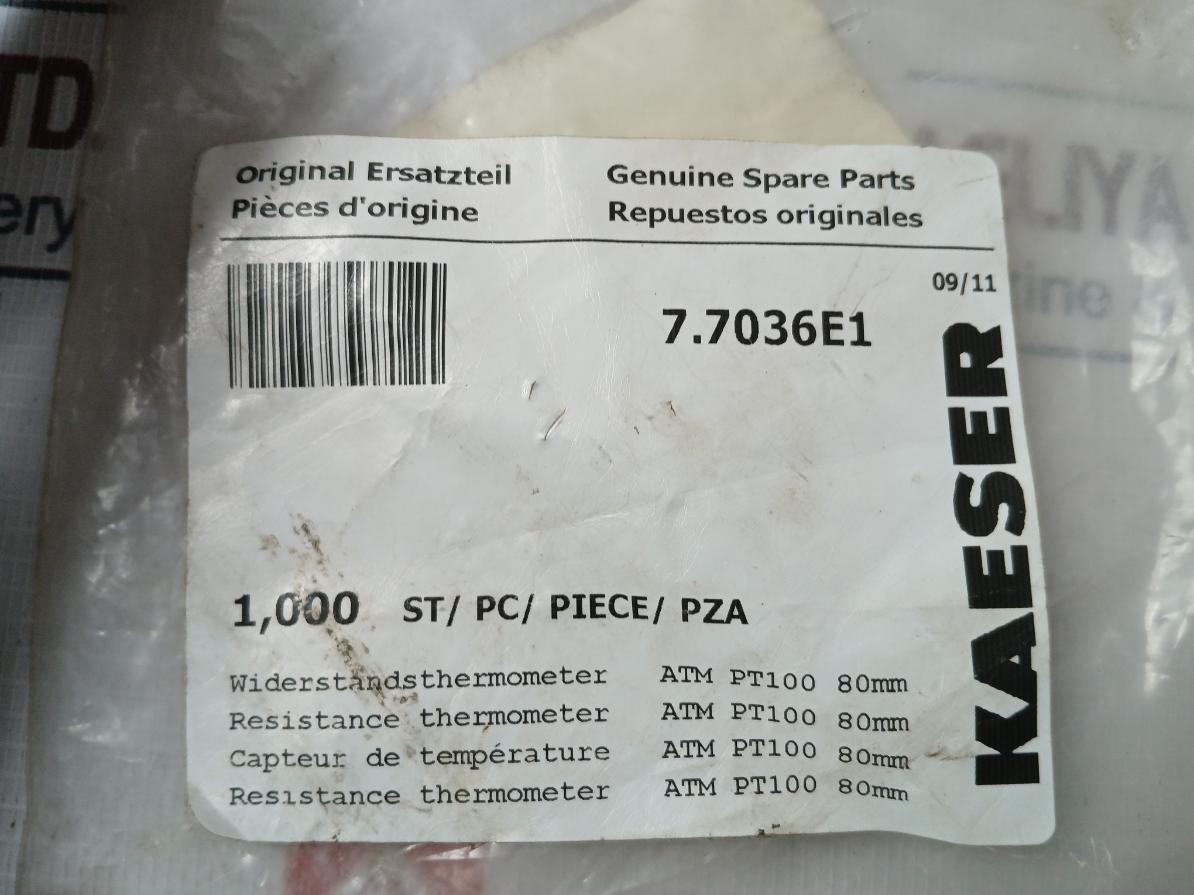 Original Ersatzteil
Pièces d'origine
Genuine Spare Parts
Repuestos originales
09/11
7.7036E1
KAESER
1,000 ST/ PC/ PIECE/ PZA
Widerstandsthermometer ATM PT100 80mm
Resistance thermometer ATM PT100 80mm
Capteur de température ATM PT100 80mm
Resistance thermometer ATM PT100 80mm
TD
ery